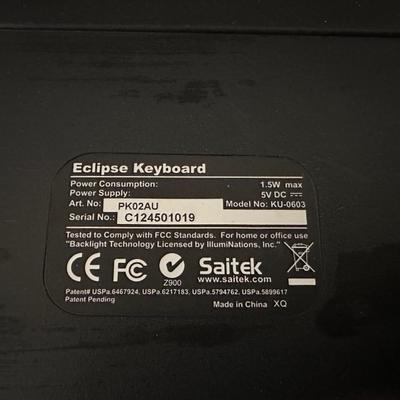 Eclipse Keyboard
Power Consumption: 1.5W max
Power Supply: 5V DC
Art. No: PK02AU Model No: KU-0603
Serial No.: C124501019
Tested to Comply with FCC Standards. For home or office use
"Backlight Technology Licensed by IllumiNations, Inc."
CE FC Z900 Saitek
www.saitek.com
Patent# USPa.6467924, USPa.6217183, USPa.5794762, USPa.5899617
Patent Pending Made in China XQ